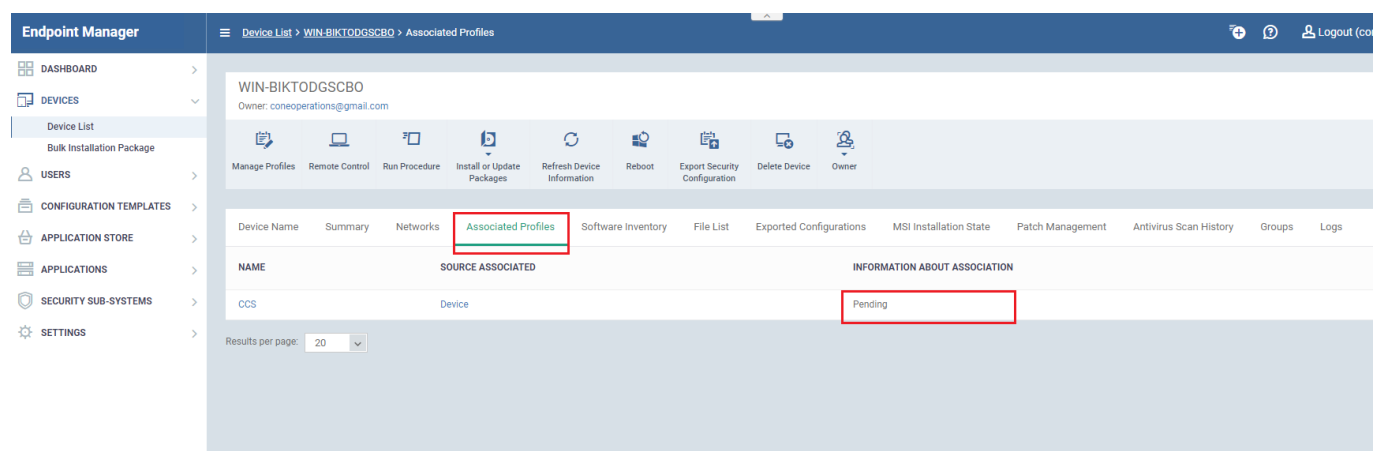 Endpoint Manager
Device List > WIN-BIKTODGSCBO > Associated Profiles
Logout (co
DASHBOARD
DEVICES
Device List
Bulk Installation Package
USERS
CONFIGURATION TEMPLATES
APPLICATION STORE
APPLICATIONS
SECURITY SUB-SYSTEMS
SETTINGS
WIN-BIKTODGSCBO
Owner: coneoperations@gmail.com
Manage Profiles
Remote Control
Run Procedure
Install or Update
Packages
Refresh Device
Information
Reboot
Export Security
Configuration
Delete Device
Owner
Device Name
Summary
Networks
Associated Profiles
Software Inventory
File List
Exported Configurations
MSI Installation State
Patch Management
Antivirus Scan History
Groups
Logs
NAME
SOURCE ASSOCIATED
INFORMATION ABOUT ASSOCIATION
CCS
Device
Pending
Results per page: 20